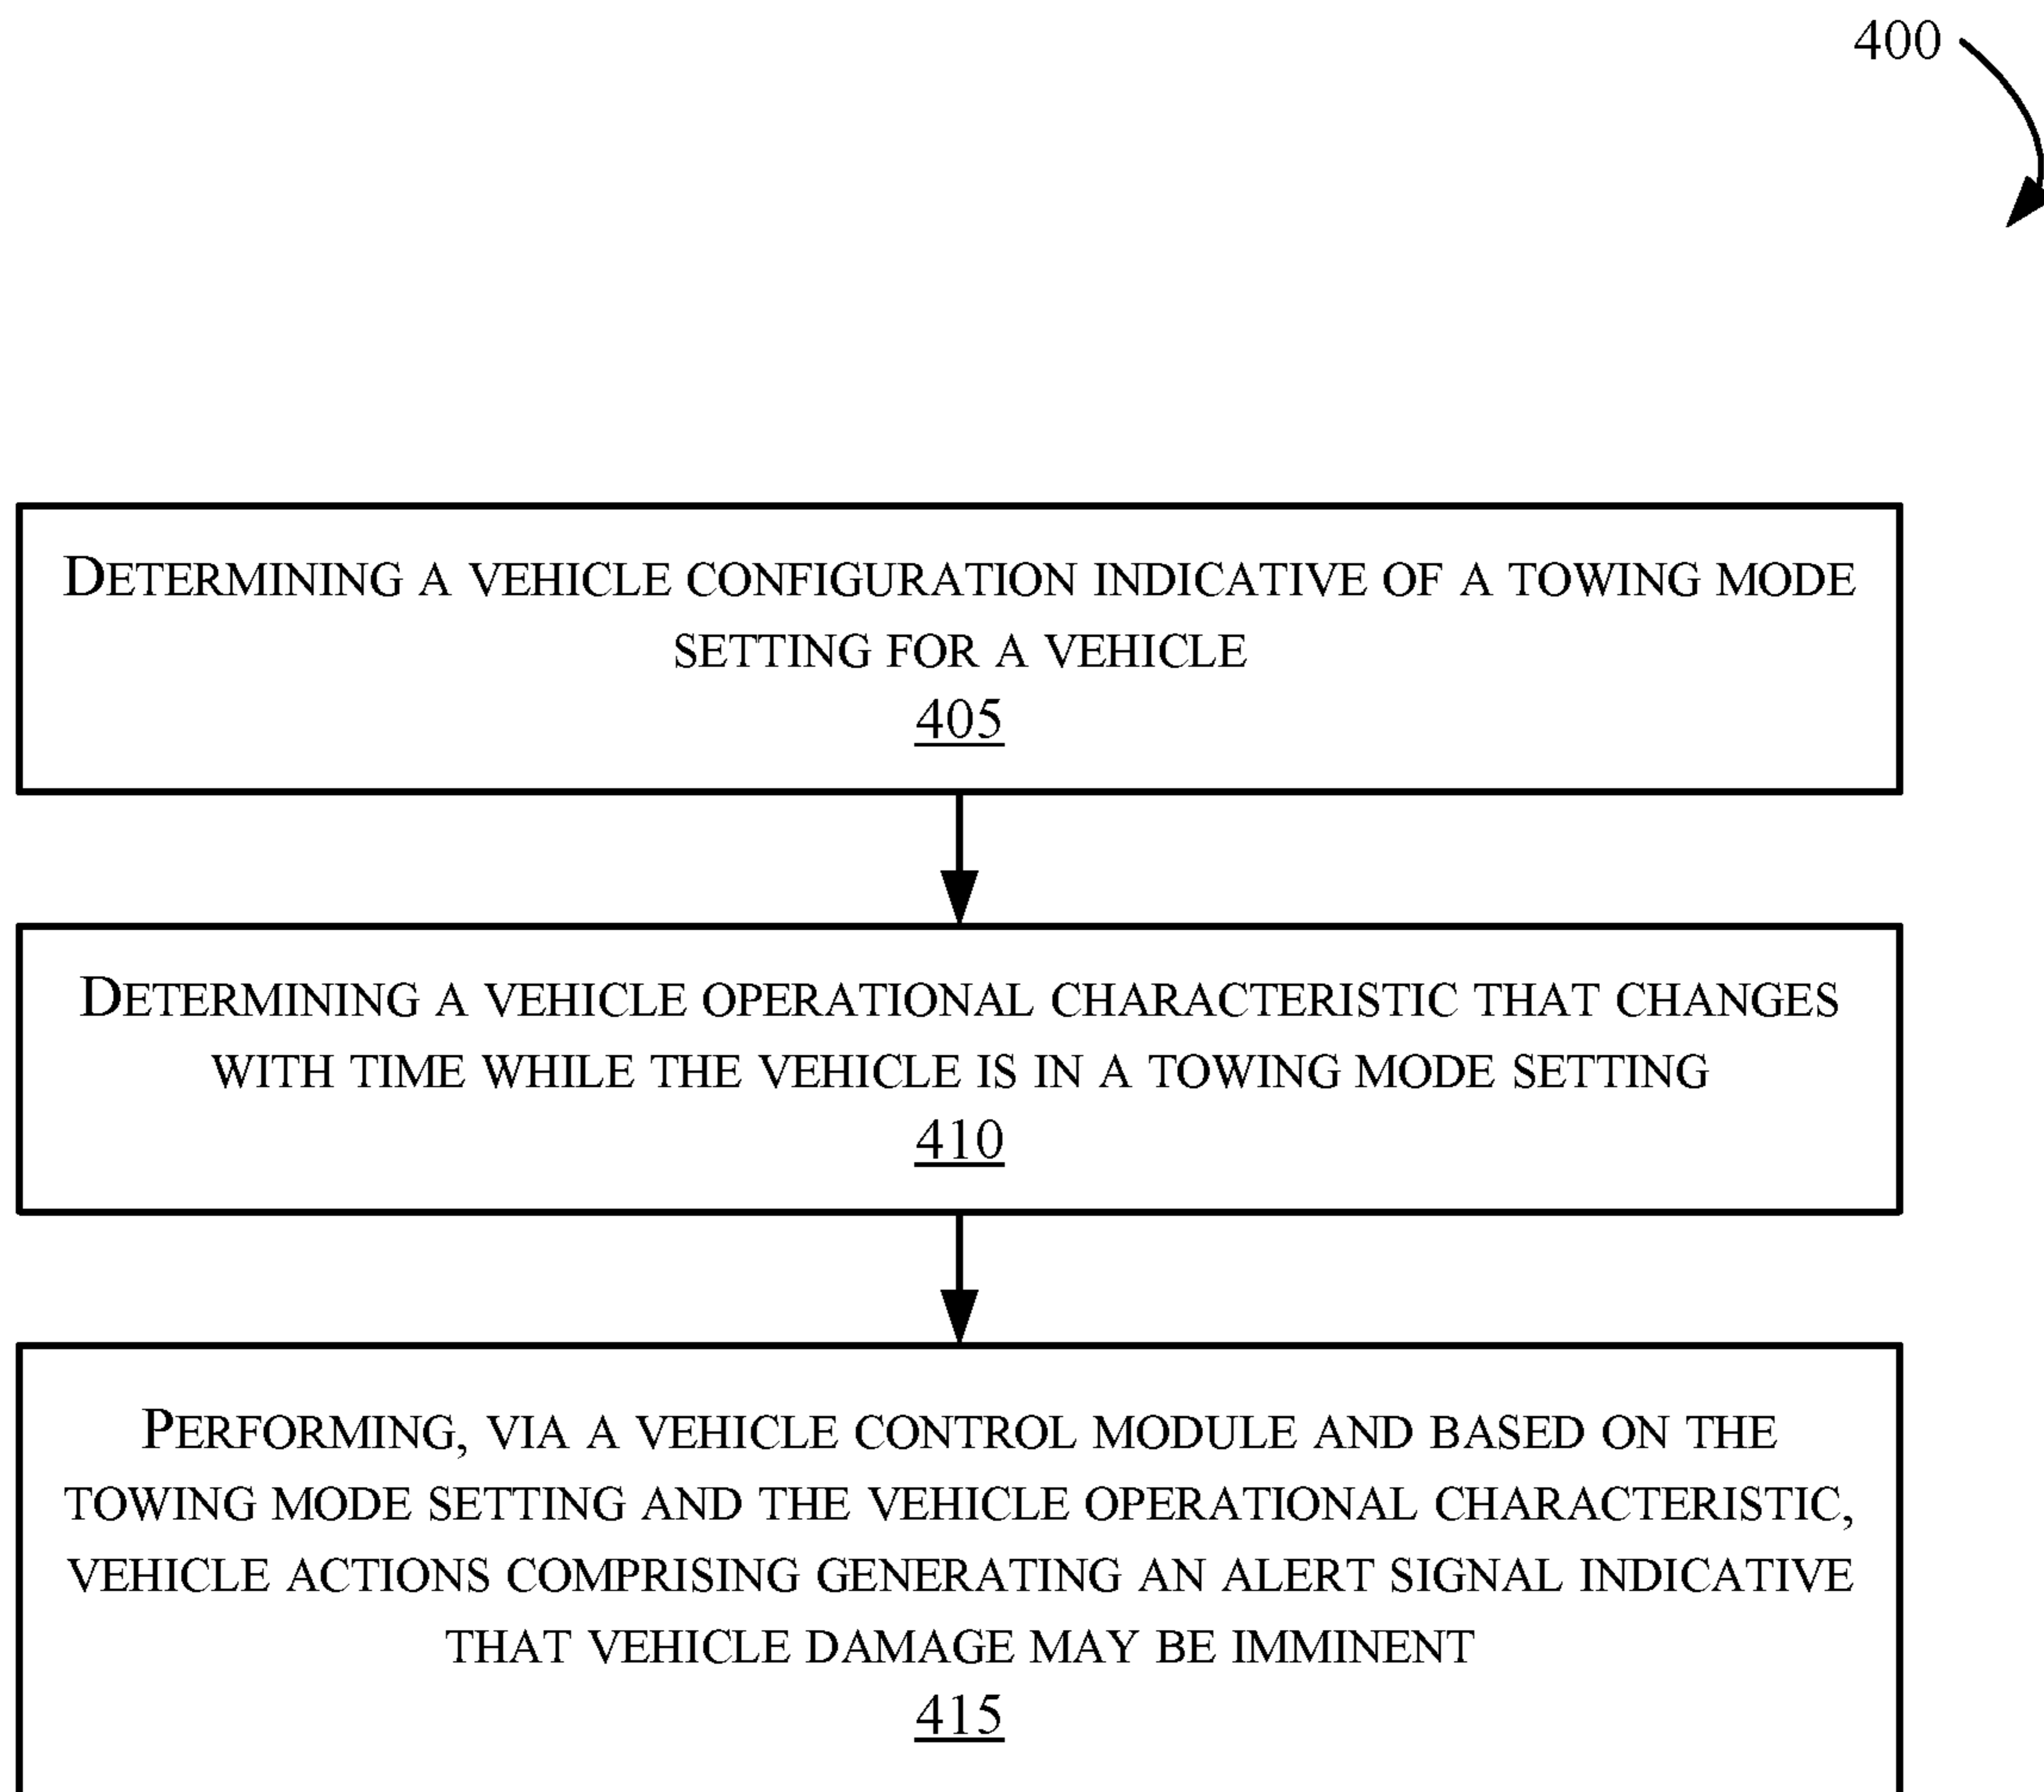 400
Determining a vehicle configuration indicative of a towing mode
setting for a vehicle
405
Determining a vehicle operational characteristic that changes
with time while the vehicle is in a towing mode setting
410
Performing, via a vehicle control module and based on the
towing mode setting and the vehicle operational characteristic,
vehicle actions comprising generating an alert signal indicative
that vehicle damage may be imminent
415